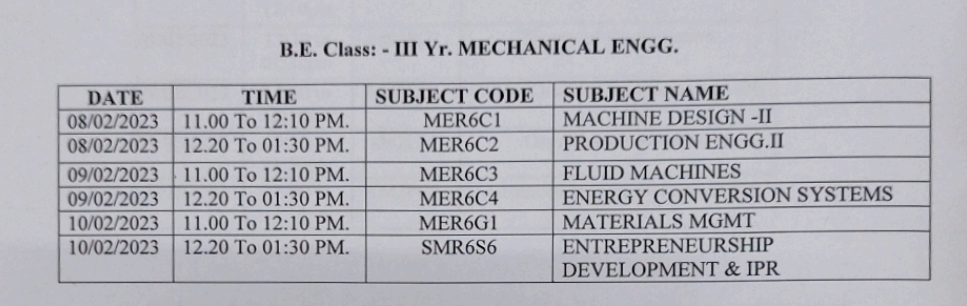 B.E. Class: - III Yr. MECHANICAL ENGG.
DATE TIME SUBJECT CODE SUBJECT NAME
08/02/2023 11.00 To 12:10 PM. MER6C1 MACHINE DESIGN -II
08/02/2023 12.20 To 01:30 PM. MER6C2 PRODUCTION ENGG.II
09/02/2023 11.00 To 12:10 PM. MER6C3 FLUID MACHINES
09/02/2023 12.20 To 01:30 PM. MER6C4 ENERGY CONVERSION SYSTEMS
10/02/2023 11.00 To 12:10 PM. MER6G1 MATERIALS MGMT
10/02/2023 12.20 To 01:30 PM. SMR6S6 ENTREPRENEURSHIP
DEVELOPMENT & IPR